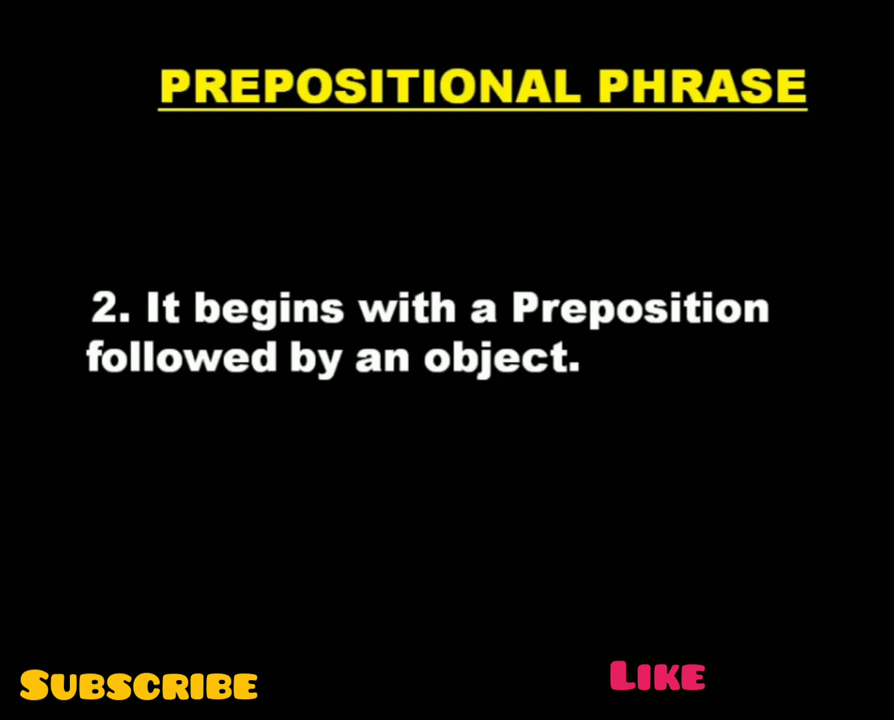 PREPOSITIONAL PHRASE
2. It begins with a Preposition
followed by an object.
SUBSCRIBE
LIKE